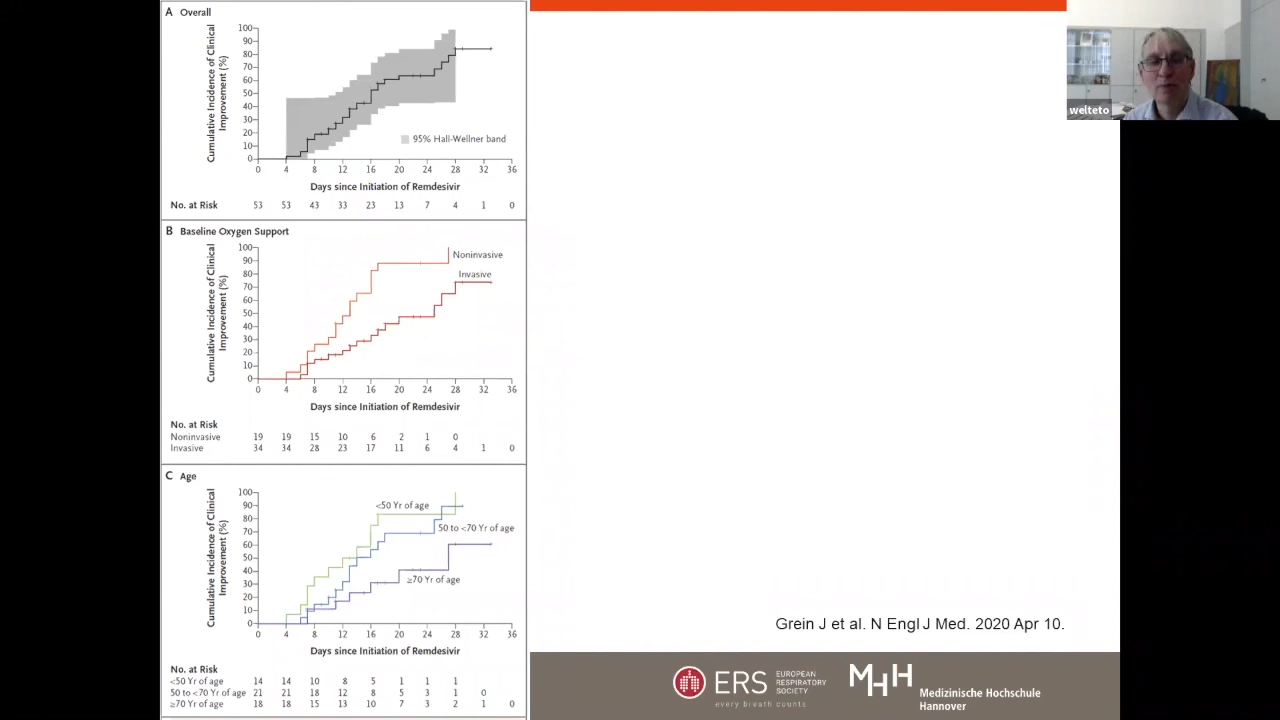 A Overall
Cumulative Incidence of Clinical
Improvement (%)
100
90
80
70
60
50
40
30
20
10
0
95% Hall-Wellner band
0 4 8 12 16 20 24 28 32 36
Days since Initiation of Remdesivir
No. at Risk 53 53 43 33 23 13 7 4 1 0
B Baseline Oxygen Support
Cumulative Incidence of Clinical
Improvement (%)
100
90
80
70
60
50
40
30
20
10
0
Noninvasive
Invasive
0 4 8 12 16 20 24 28 32 36
Days since Initiation of Remdesivir
No. at Risk
Noninvasive 19 19 15 10 6 2 1 0
Invasive 34 34 28 23 17 11 6 4 1 0
C Age
Cumulative Incidence of Clinical
Improvement (%)
100
90
80
70
60
50
40
30
20
10
0
<50 Yr of age
50 to <70 Yr of age
≥70 Yr of age
0 4 8 12 16 20 24 28 32 36
Days since Initiation of Remdesivir
No. at Risk
<50 Yr of age 14 14 10 8 5 1 1 1
50 to <70 Yr of age 21 21 18 12 8 5 3 1 0
≥70 Yr of age 18 18 15 13 10 7 3 2 1 0
welteto
Grein J et al. N Engl J Med. 2020 Apr 10.
ERS EUROPEAN
RESPIRATORY
SOCIETY
every breath counts
MHH
Medizinische Hochschule
Hannover